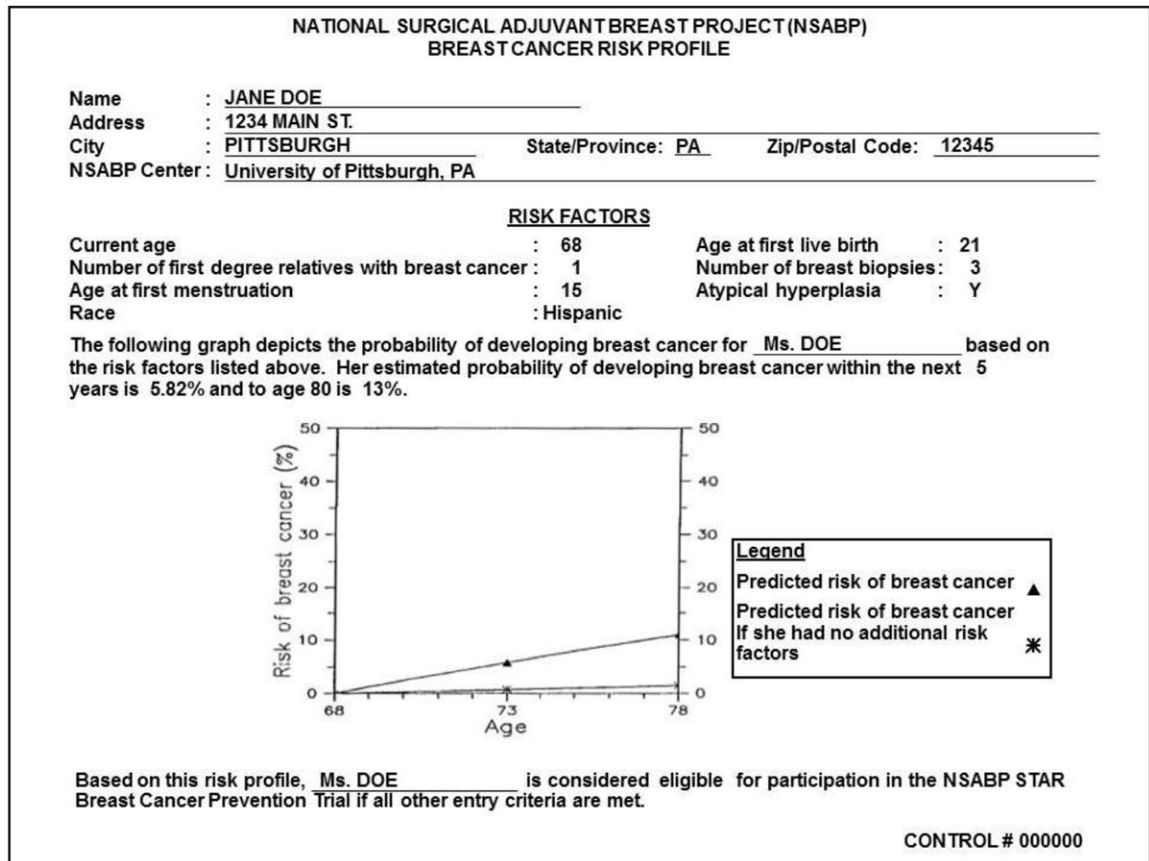 NATIONAL SURGICAL ADJUVANT BREAST PROJECT (NSABP)
BREAST CANCER RISK PROFILE
Name : JANE DOE
Address : 1234 MAIN ST.
City : PITTSBURGH State/Province: PA Zip/Postal Code: 12345
NSABP Center : University of Pittsburgh, PA
RISK FACTORS
Current age : 68 Age at first live birth : 21
Number of first degree relatives with breast cancer : 1 Number of breast biopsies : 3
Age at first menstruation : 15 Atypical hyperplasia : Y
Race : Hispanic
The following graph depicts the probability of developing breast cancer for Ms. DOE based on
the risk factors listed above. Her estimated probability of developing breast cancer within the next 5
years is 5.82% and to age 80 is 13%.
Risk of breast cancer (%)
50 50
40 40
30 30
20 20
10 10
0 0
68 73 78
Age
Legend
Predicted risk of breast cancer ▲
Predicted risk of breast cancer
If she had no additional risk
factors *
Based on this risk profile, Ms. DOE is considered eligible for participation in the NSABP STAR
Breast Cancer Prevention Trial if all other entry criteria are met.
CONTROL # 000000